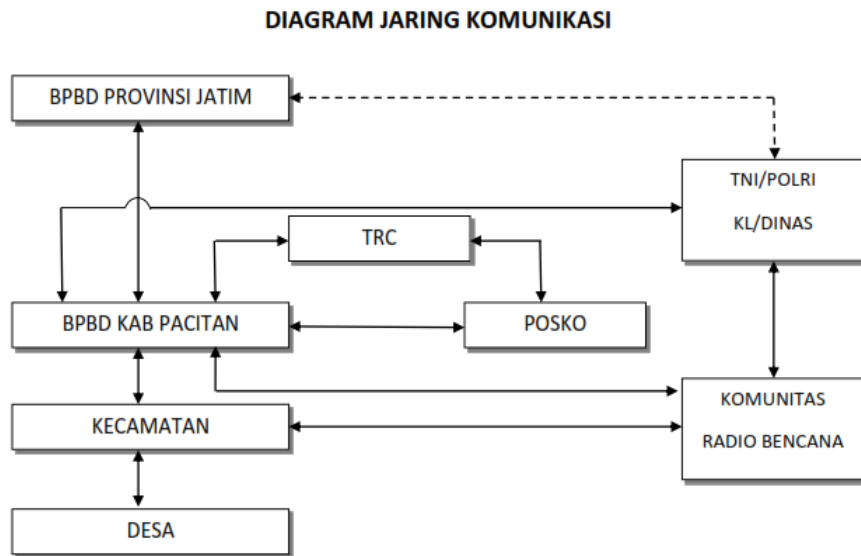 DIAGRAM JARING KOMUNIKASI
BPBD PROVINSI JATIM
TNI/POLRI
KL/DINAS
TRC
BPBD KAB PACITAN
POSKO
KOMUNITAS
RADIO BENCANA
KECAMATAN
DESA